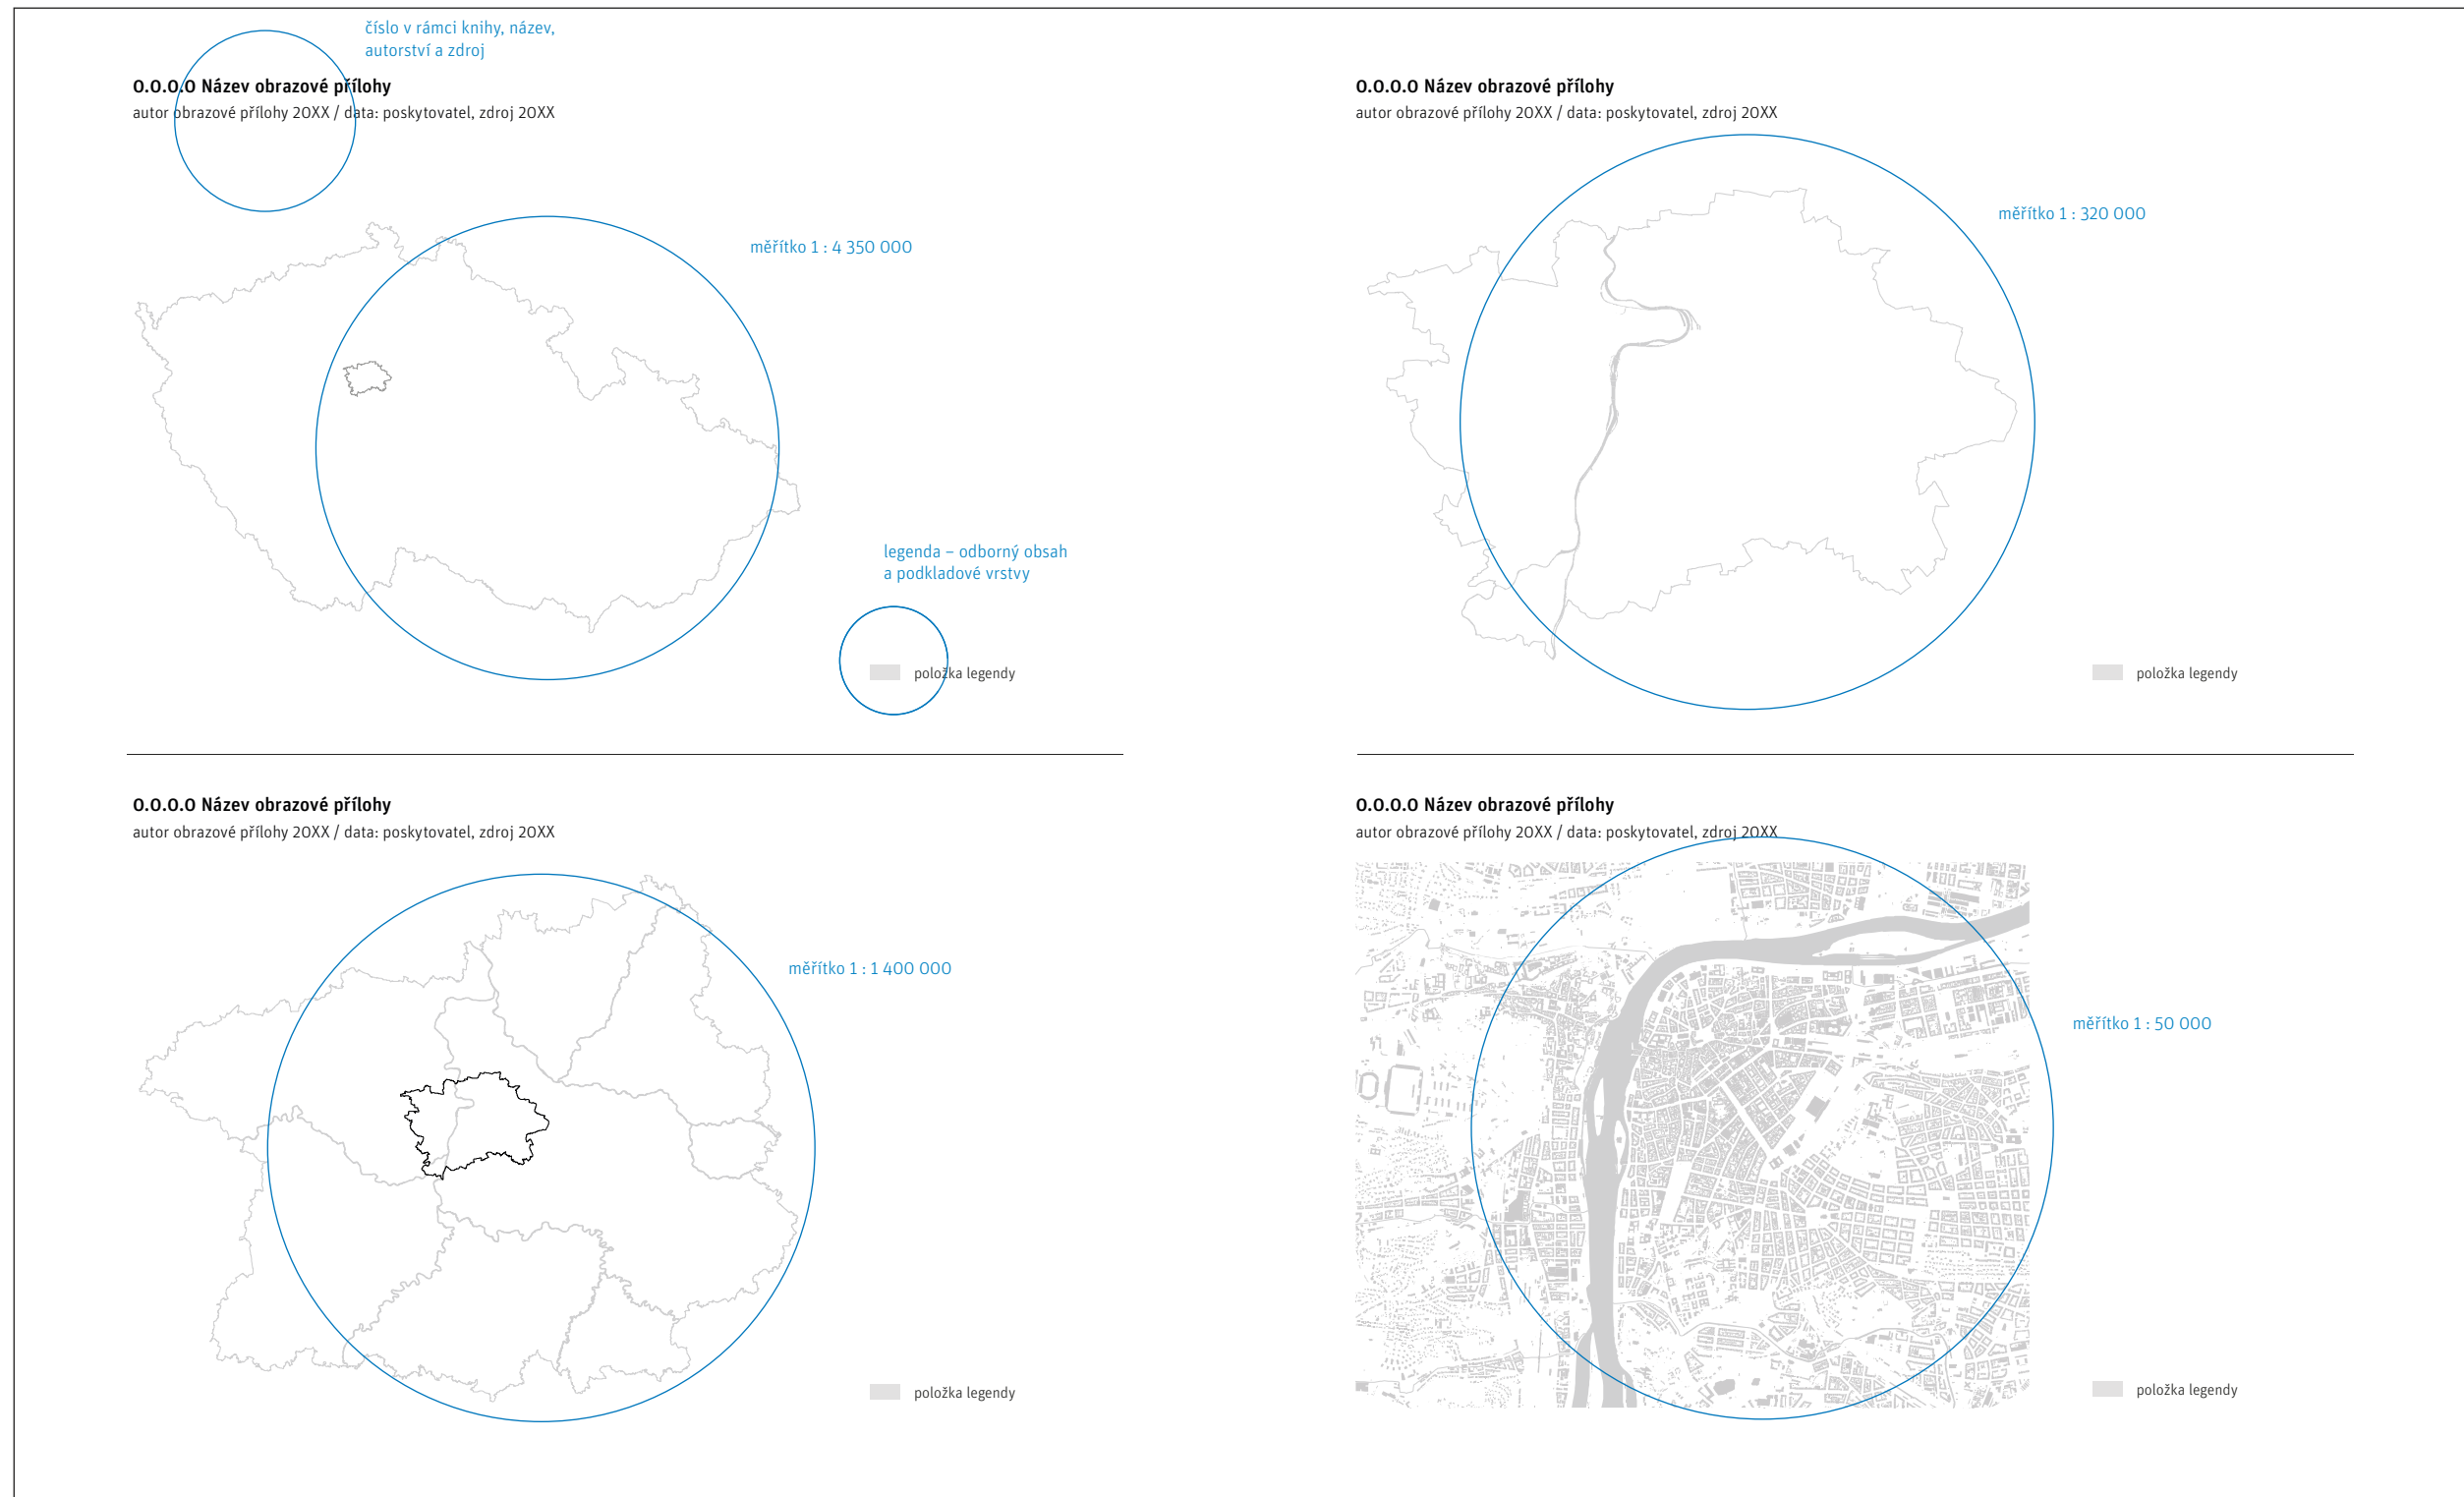 číslo v rámci knihy, název,
autorství a zdroj
0.0.0.0 Název obrazové přílohy
autor obrazové přílohy 20XX / data: poskytovatel, zdroj 20XX
měřítko 1 : 4 350 000
legenda – odborný obsah
a podkladové vrstvy
položka legendy
0.0.0.0 Název obrazové přílohy
autor obrazové přílohy 20XX / data: poskytovatel, zdroj 20XX
měřítko 1 : 320 000
položka legendy
0.0.0.0 Název obrazové přílohy
autor obrazové přílohy 20XX / data: poskytovatel, zdroj 20XX
měřítko 1 : 1 400 000
položka legendy
0.0.0.0 Název obrazové přílohy
autor obrazové přílohy 20XX / data: poskytovatel, zdroj 20XX
měřítko 1 : 50 000
položka legendy